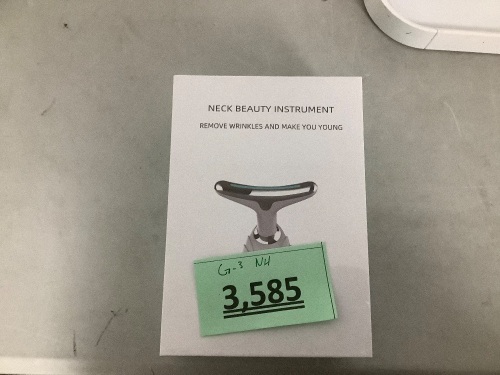 NECK BEAUTY INSTRUMENT
REMOVE WRINKLES AND MAKE YOU YOUNG
G-3 NH
3,585